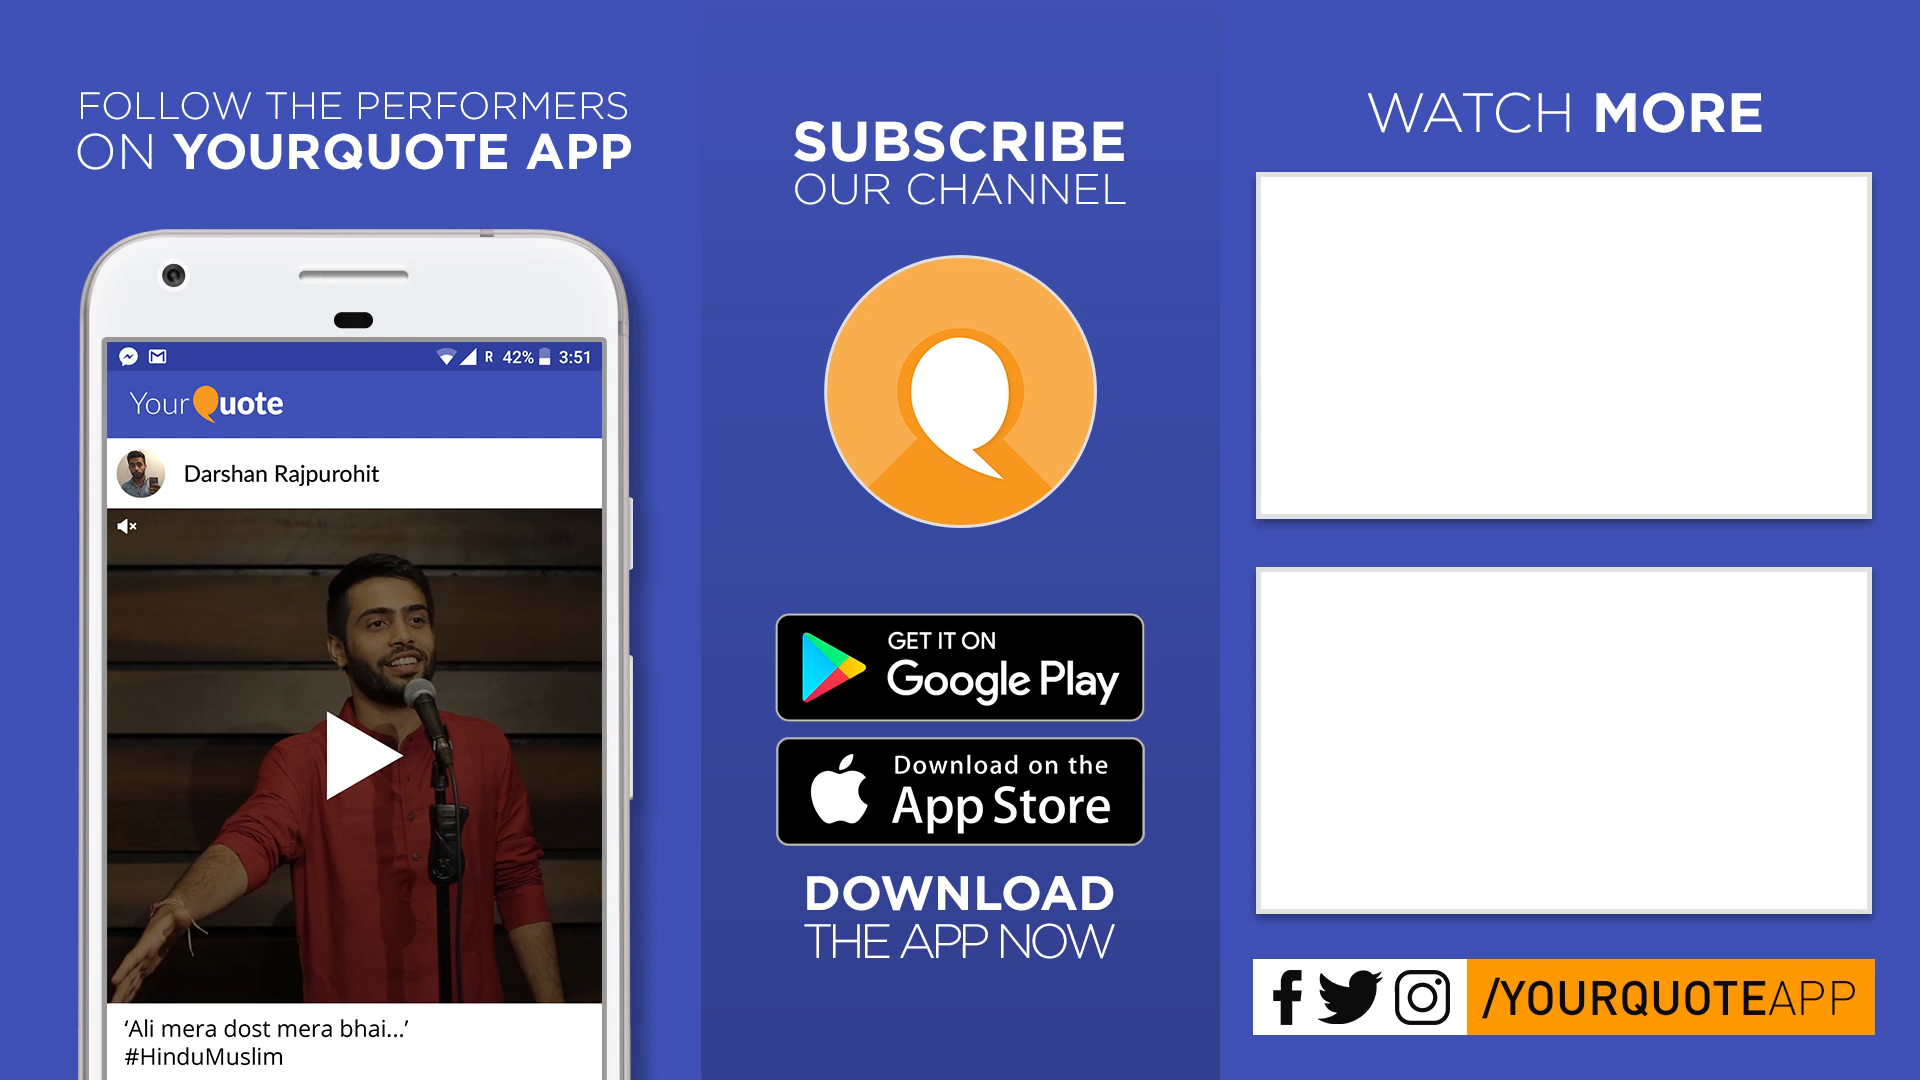 FOLLOW THE PERFORMERS
ON YOURQUOTE APP
R 42% 3:51
YourQuote
Darshan Rajpurohit
‘Ali mera dost mera bhai...’
#HinduMuslim
SUBSCRIBE
OUR CHANNEL
GET IT ON
Google Play
Download on the
App Store
DOWNLOAD
THE APP NOW
WATCH MORE
/YOURQUOTEAPP